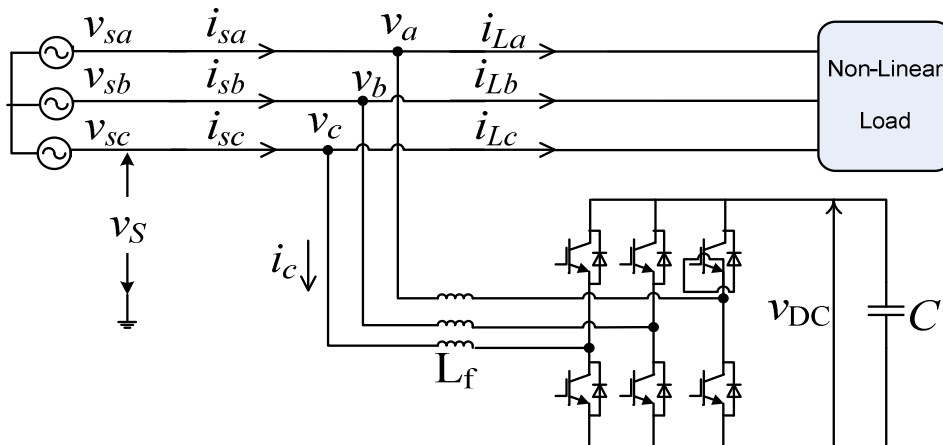 v_sa i_sa v_a i_La
v_sb i_sb v_b i_Lb
v_sc i_sc v_c i_Lc
Non-Linear
Load
v_S
i_c
L_f
v_DC
C